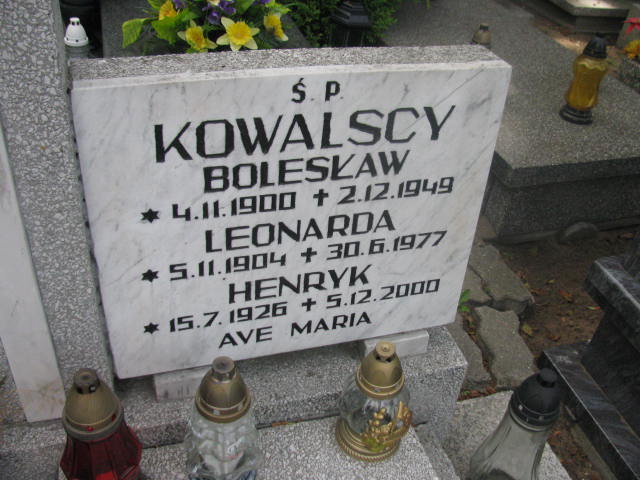 Ś.P.
KOWALSCY
BOLESŁAW
* 4.11.1900 + 2.12.1949
LEONARDA
* 5.11.1904 + 30.6.1977
HENRYK
* 15.7.1926 + 5.12.2000
AVE MARIA